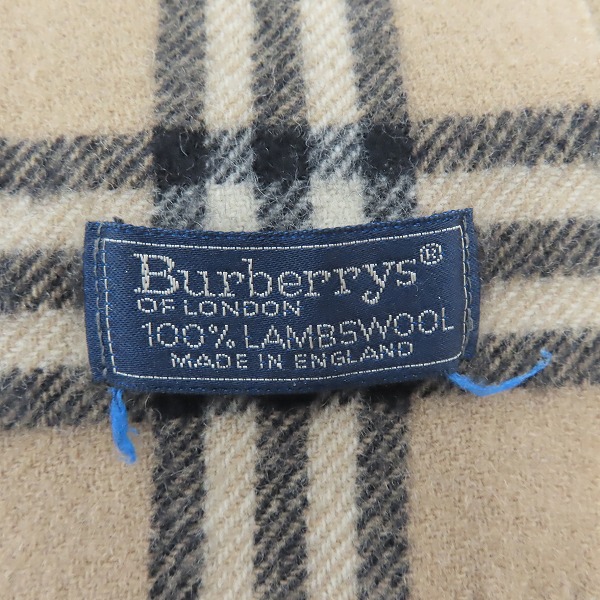 Burberrys®
OF LONDON
100% LAMBSWOOL
MADE IN ENGLAND